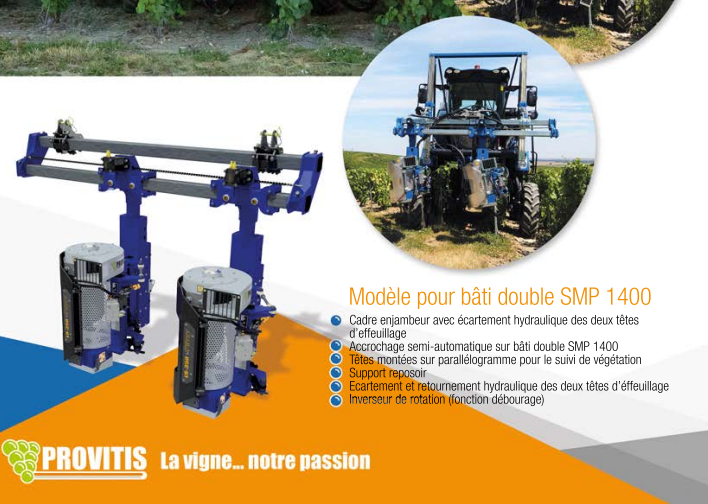 Modèle pour bâti double SMP 1400
Cadre enjambeur avec écartement hydraulique des deux têtes
d'effeuillage
Accrochage semi-automatique sur bâti double SMP 1400
Têtes montées sur parallélogramme pour le suivi de végétation
Support reposoir
Ecartement et retournement hydraulique des deux têtes d'éffeuillage
Inverseur de rotation (fonction débourage)
PROVITIS La vigne... notre passion